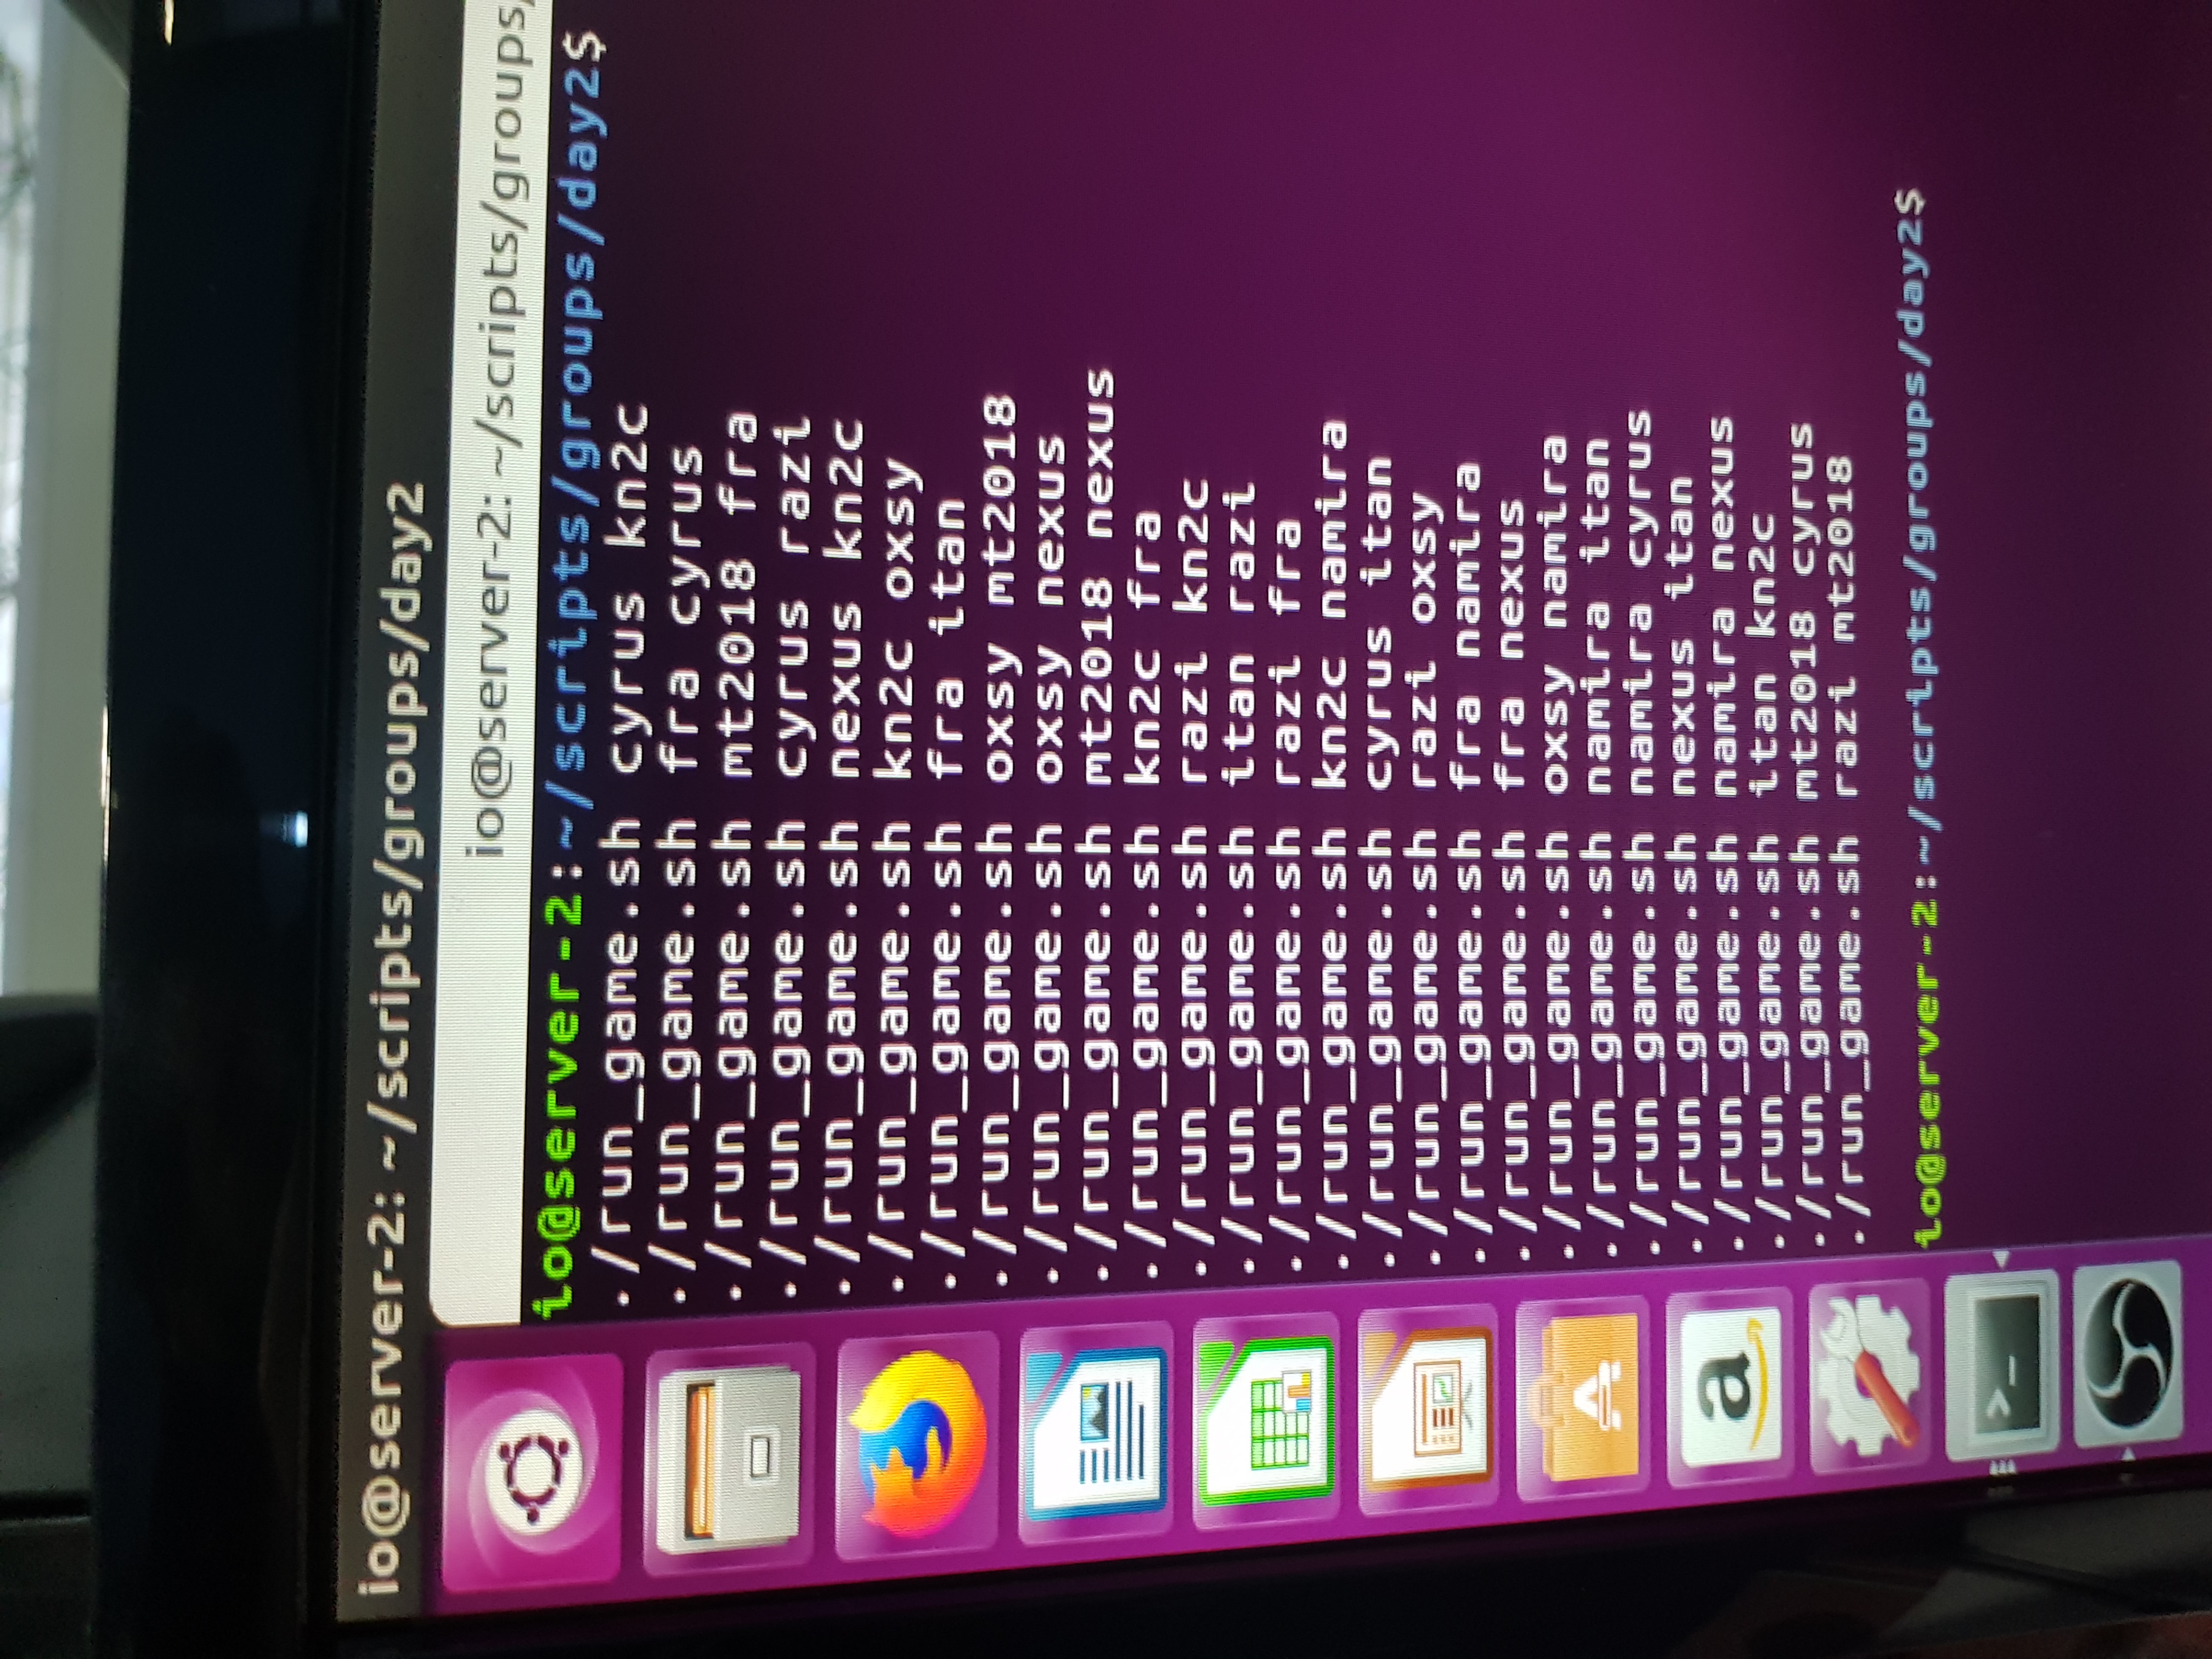 io@server-2: ~/scripts/groups/day2
io@server-2: ~/scripts/groups/
io@server-2:~/scripts/groups/day2$
./run_game.sh cyrus kn2c
./run_game.sh fra cyrus
./run_game.sh mt2018 fra
./run_game.sh cyrus razi
./run_game.sh nexus kn2c
./run_game.sh kn2c oxsy
./run_game.sh fra itan
./run_game.sh oxsy mt2018
./run_game.sh oxsy nexus
./run_game.sh mt2018 nexus
./run_game.sh kn2c fra
./run_game.sh razi kn2c
./run_game.sh itan razi
./run_game.sh razi fra
./run_game.sh kn2c namira
./run_game.sh cyrus itan
./run_game.sh razi oxsy
./run_game.sh fra namira
./run_game.sh fra nexus
./run_game.sh oxsy namira
./run_game.sh namira itan
./run_game.sh namira cyrus
./run_game.sh nexus itan
./run_game.sh namira nexus
./run_game.sh itan kn2c
./run_game.sh mt2018 cyrus
./run_game.sh razi mt2018
io@server-2:~/scripts/groups/day2$